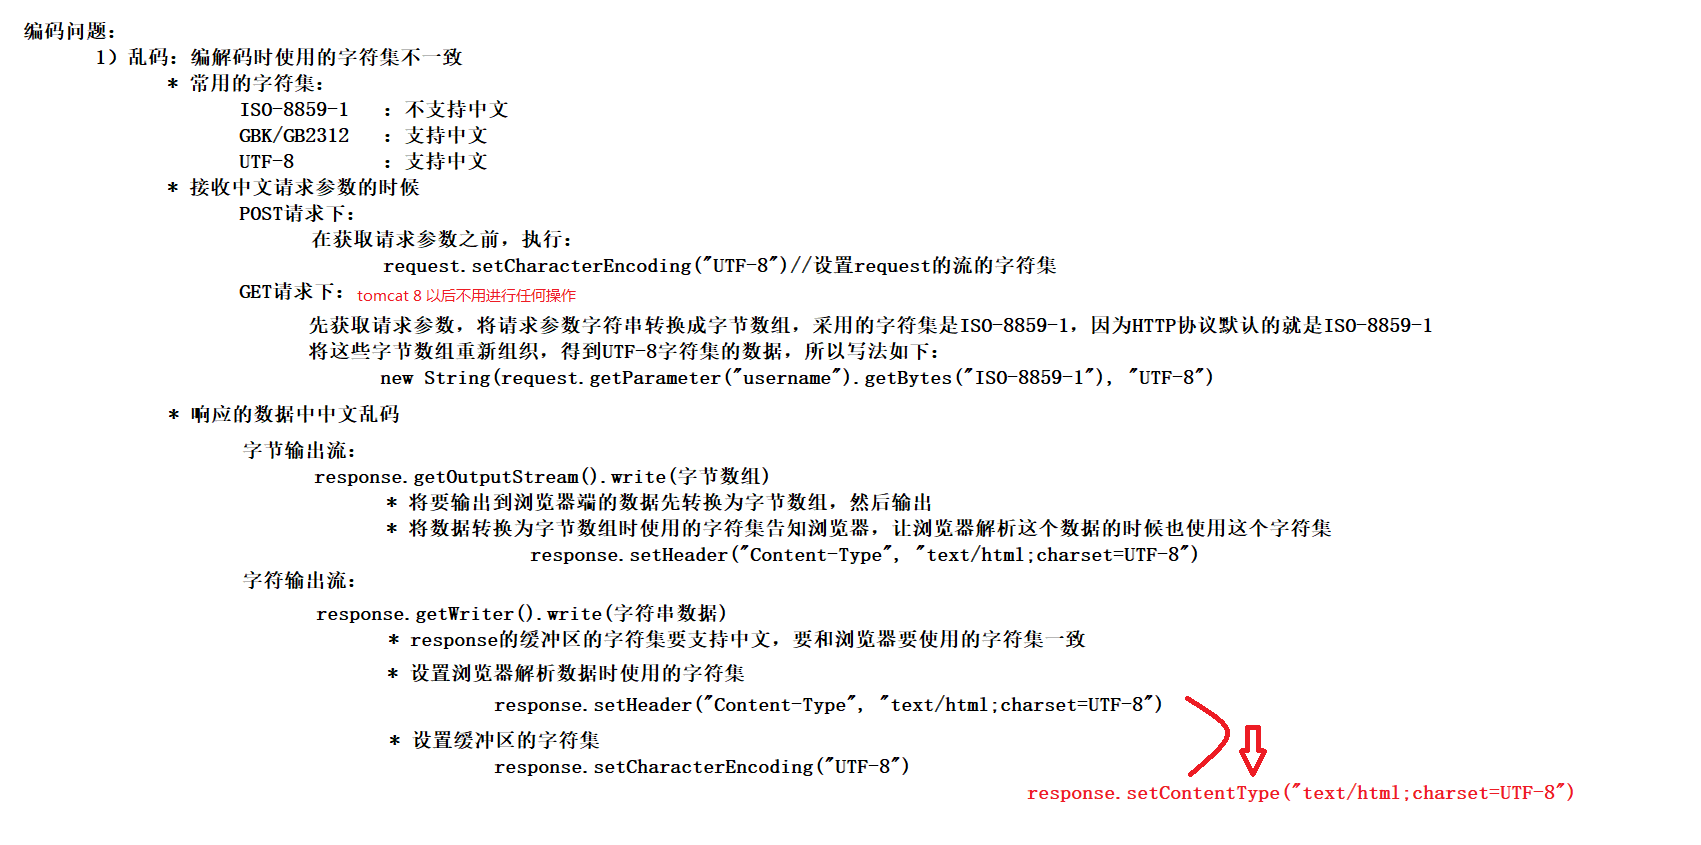 编码问题：
1）乱码：编解码时使用的字符集不一致
* 常用的字符集：
ISO-8859-1 ：不支持中文
GBK/GB2312 ：支持中文
UTF-8 ：支持中文
* 接收中文请求参数的时候
POST请求下：
在获取请求参数之前，执行：
request.setCharacterEncoding("UTF-8")//设置request的流的字符集
GET请求下：tomcat 8 以后不用进行任何操作
先获取请求参数，将请求参数字符串转换成字节数组，采用的字符集是ISO-8859-1，因为HTTP协议默认的就是ISO-8859-1
将这些字节数组重新组织，得到UTF-8字符集的数据，所以写法如下：
new String(request.getParameter("username").getBytes("ISO-8859-1"), "UTF-8")
* 响应的数据中中文乱码
字节输出流：
response.getOutputStream().write(字节数组)
* 将要输出到浏览器端的数据先转换为字节数组，然后输出
* 将数据转换为字节数组时使用的字符集告知浏览器，让浏览器解析这个数据的时候也使用这个字符集
response.setHeader("Content-Type", "text/html;charset=UTF-8")
字符输出流：
response.getWriter().write(字符串数据)
* response的缓冲区的字符集要支持中文，要和浏览器要使用的字符集一致
* 设置浏览器解析数据时使用的字符集
response.setHeader("Content-Type", "text/html;charset=UTF-8")
* 设置缓冲区的字符集
response.setCharacterEncoding("UTF-8")
response.setContentType("text/html;charset=UTF-8")